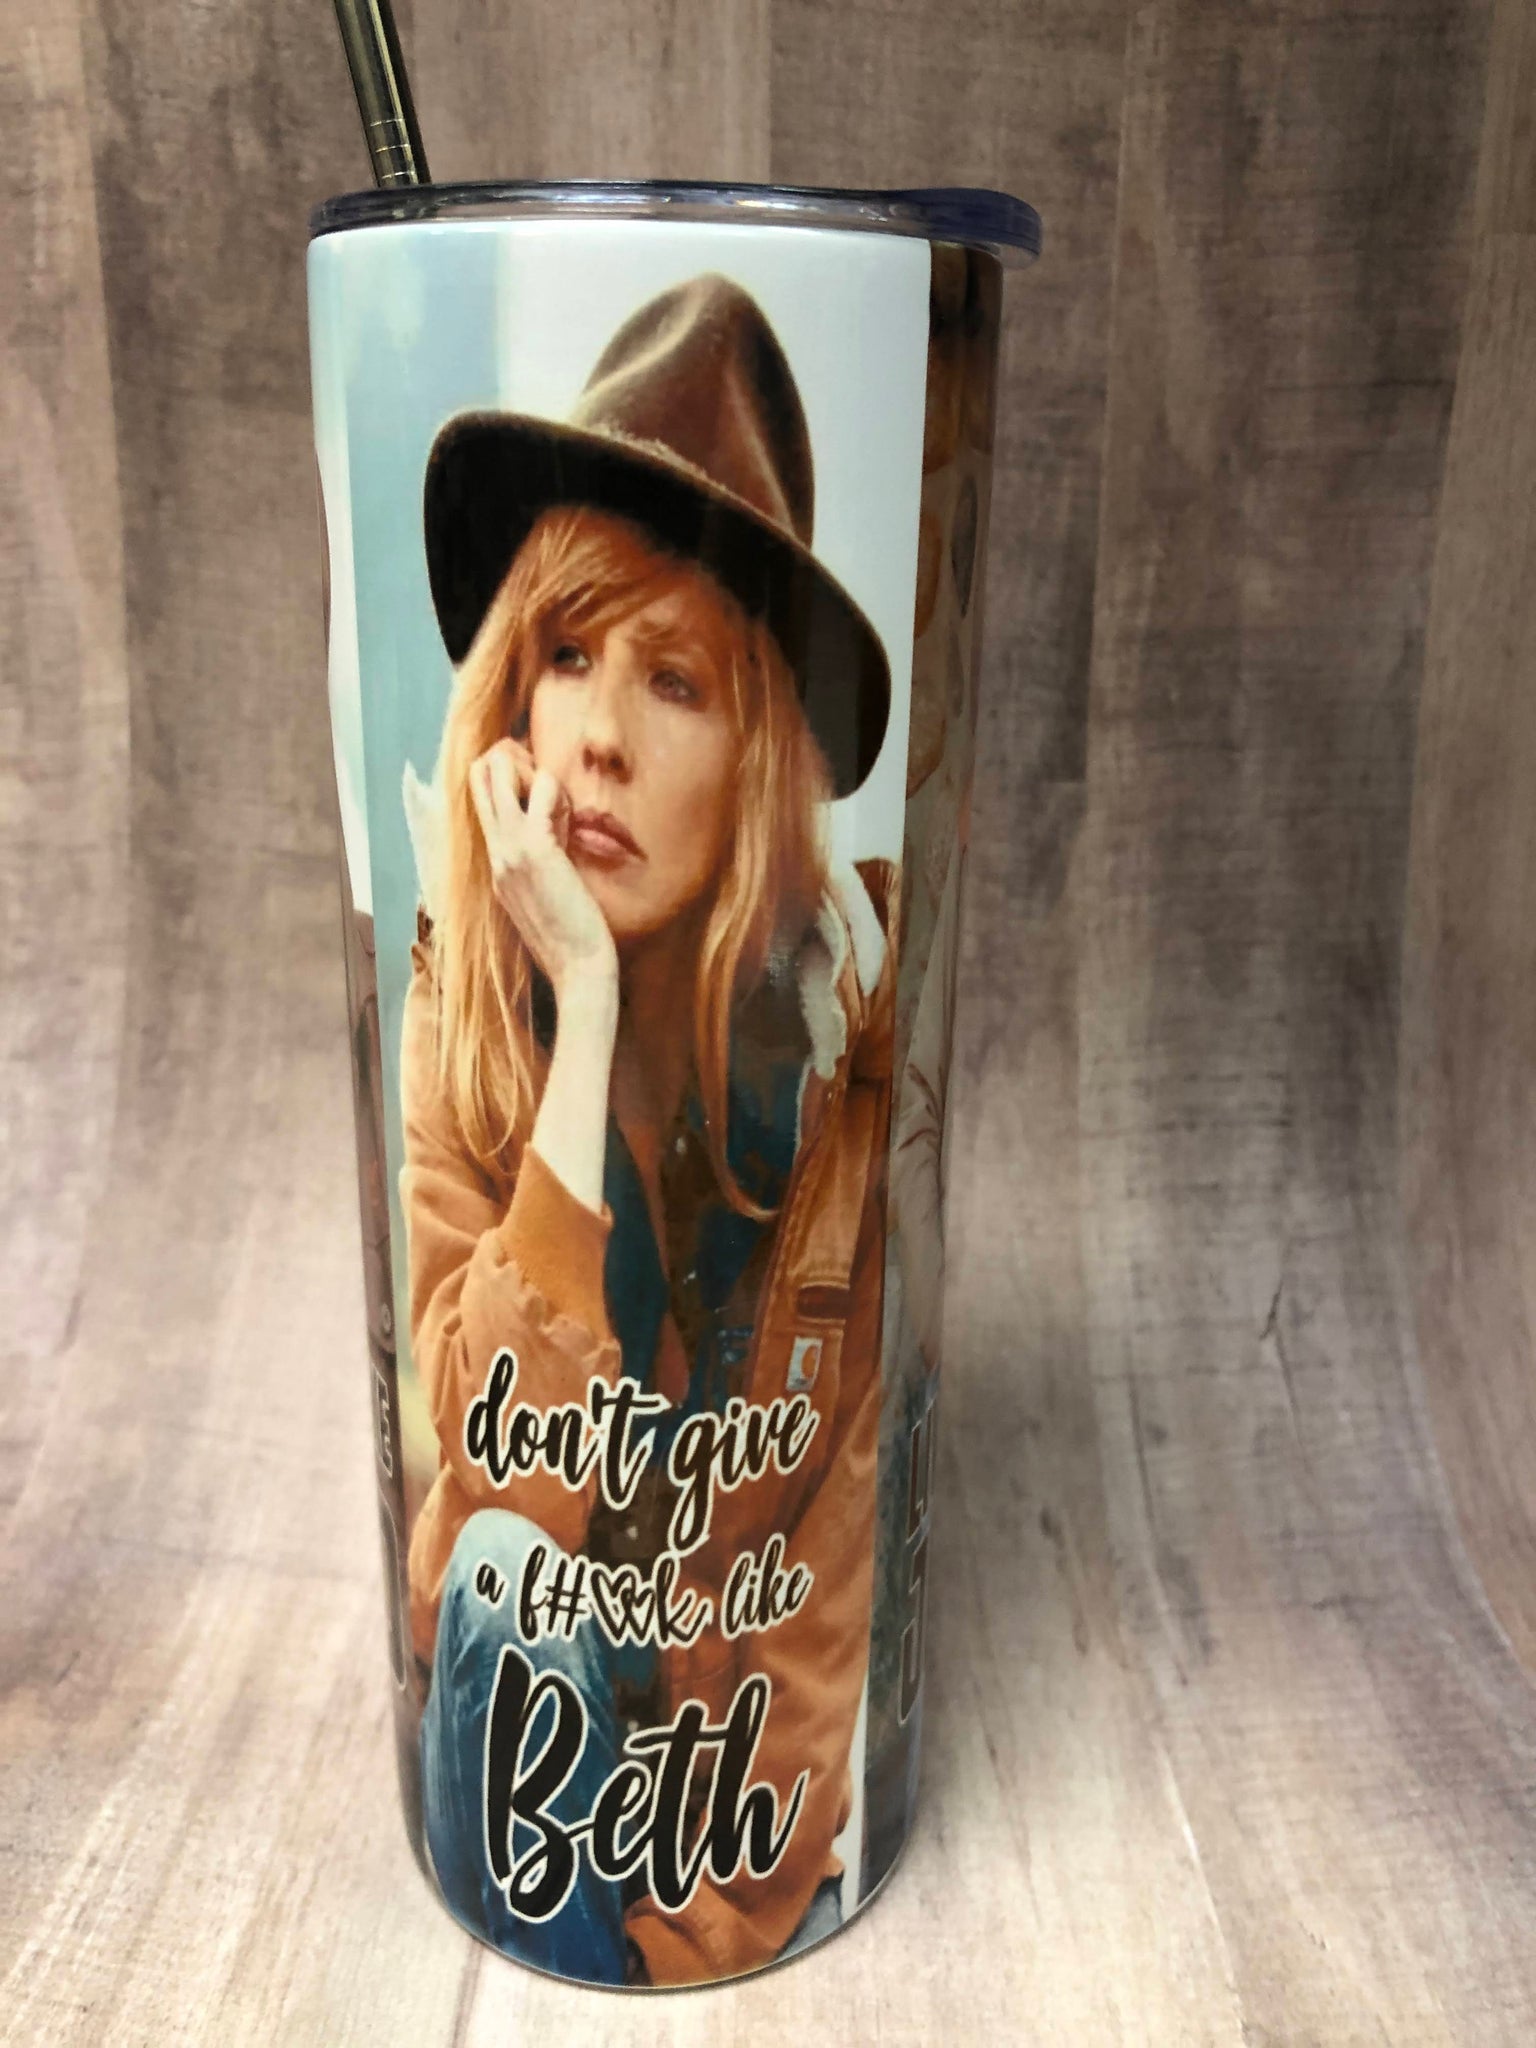 don't give
a f#♡♡k like
Beth